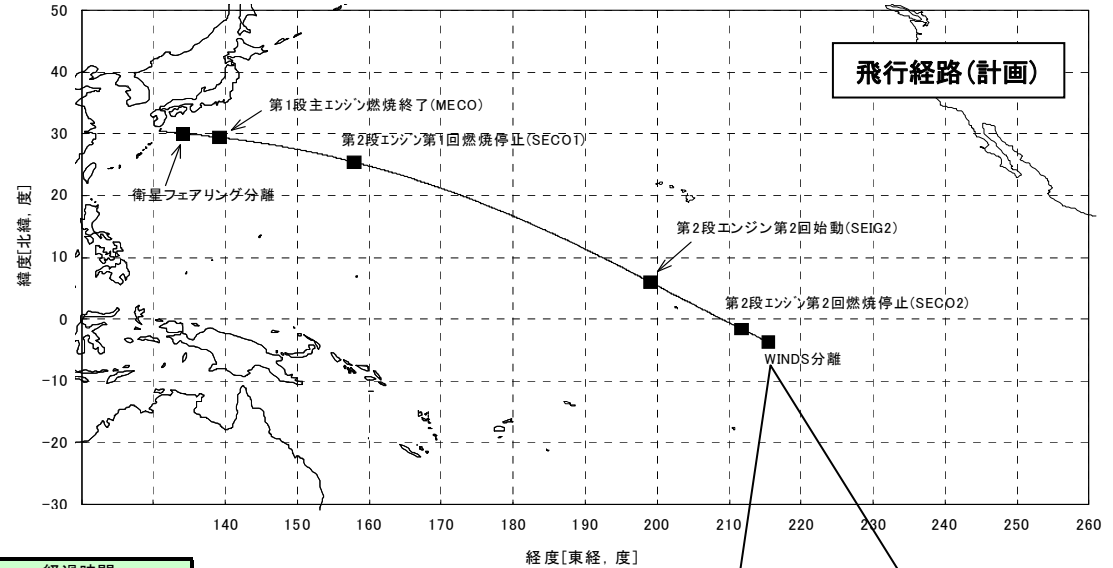 50
40
30
20
10
0
-10
-20
-30
緯度[北緯, 度]
飛行経路(計画)
第1段主エンジン燃焼終了(MECO)
第2段エンジン第1回燃焼停止(SECO1)
衛星フェアリング分離
第2段エンジン第2回始動(SEIG2)
第2段エンジン第2回燃焼停止(SECO2)
WINDS分離
140 150 160 170 180 190 200 210 220 230 240 250 260
経度[東経, 度]
経過時間